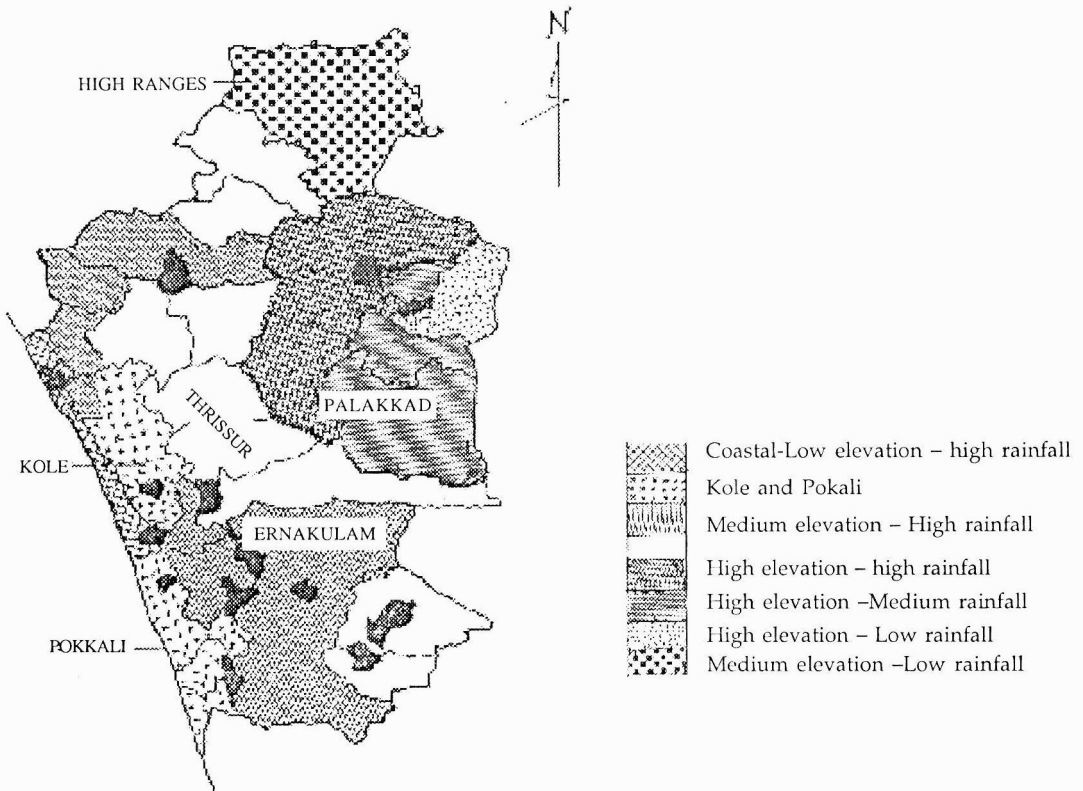 N
HIGH RANGES
THRISSUR
PALAKKAD
KOLE
ERNAKULAM
POKKALI
Coastal-Low elevation – high rainfall
Kole and Pokali
Medium elevation – High rainfall
High elevation – high rainfall
High elevation –Medium rainfall
High elevation – Low rainfall
Medium elevation –Low rainfall